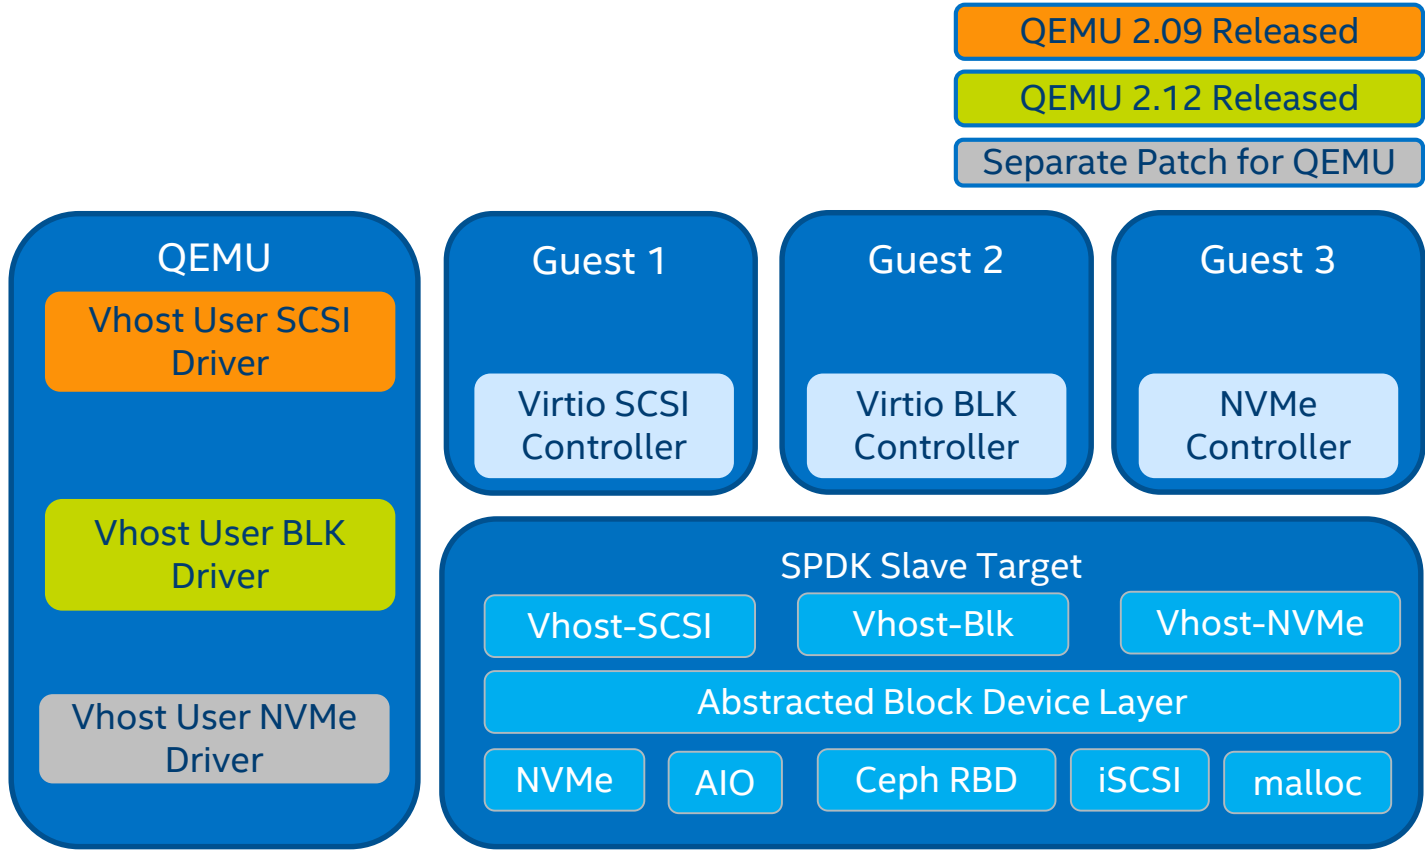 QEMU 2.09 Released
QEMU 2.12 Released
Separate Patch for QEMU
QEMU
Vhost User SCSI
Driver
Vhost User BLK
Driver
Vhost User NVMe
Driver
Guest 1
Virtio SCSI
Controller
Guest 2
Virtio BLK
Controller
Guest 3
NVMe
Controller
SPDK Slave Target
Vhost-SCSI
Vhost-Blk
Vhost-NVMe
Abstracted Block Device Layer
NVMe
AIO
Ceph RBD
iSCSI
malloc